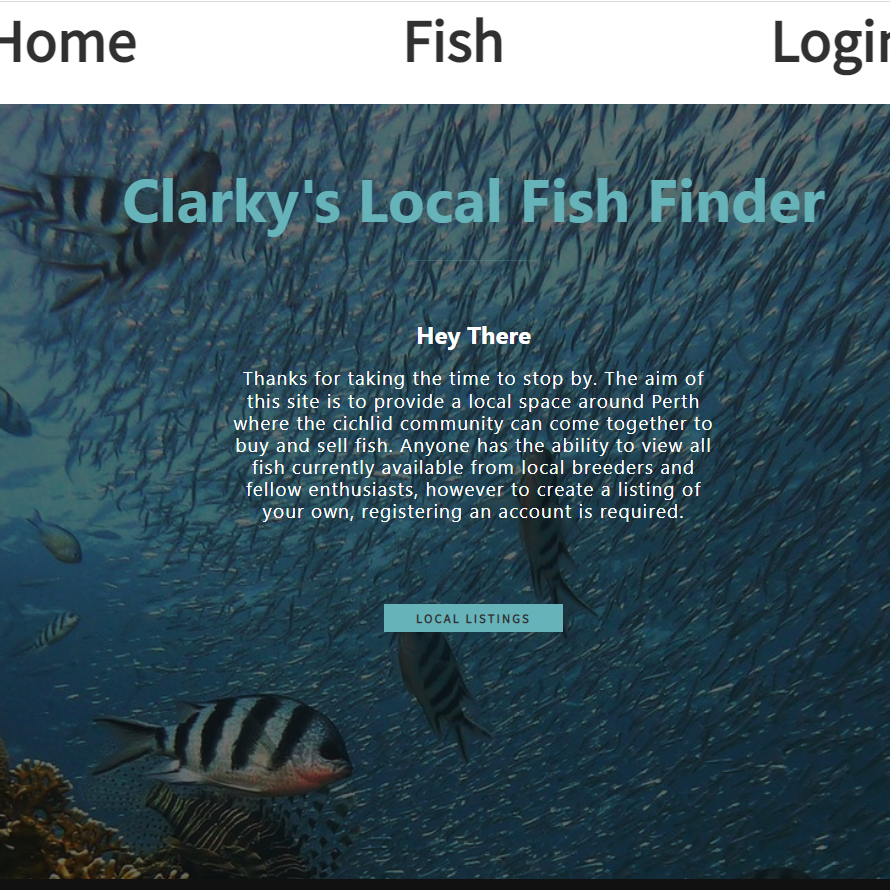 Home Fish Login
Clarky's Local Fish Finder
Hey There
Thanks for taking the time to stop by. The aim of
this site is to provide a local space around Perth
where the cichlid community can come together to
buy and sell fish. Anyone has the ability to view all
fish currently available from local breeders and
fellow enthusiasts, however to create a listing of
your own, registering an account is required.
LOCAL LISTINGS